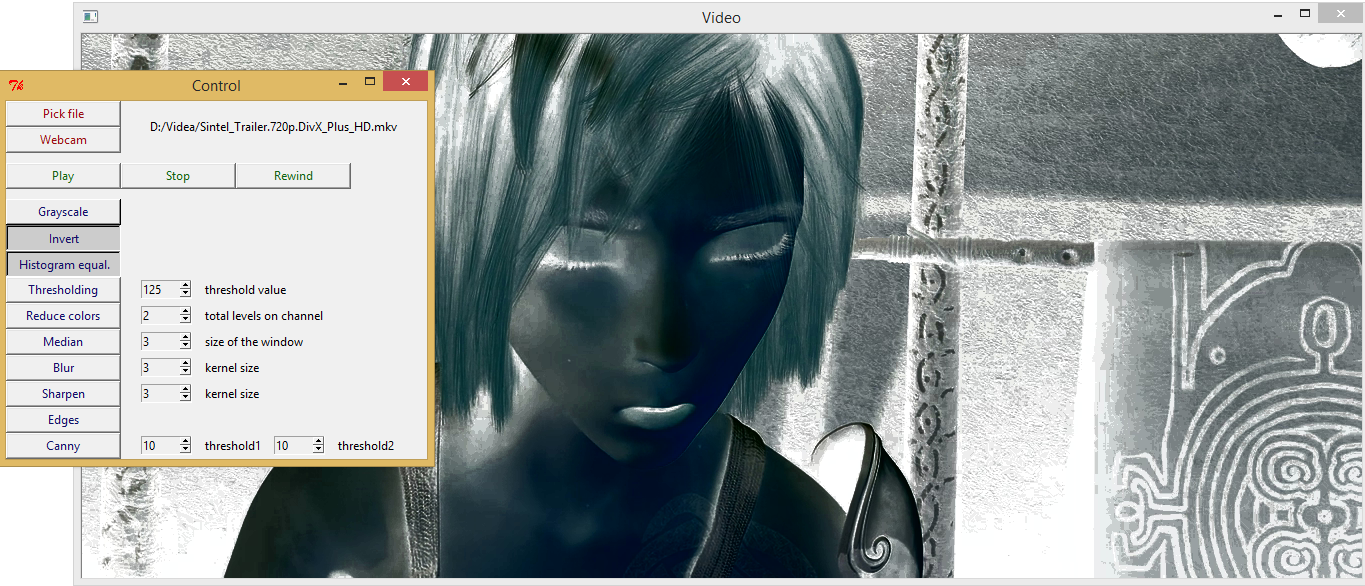 Video
Control
Pick file
D:/Videa/Sintel_Trailer.720p.DivX_Plus_HD.mkv
Webcam
Play Stop Rewind
Grayscale
Invert
Histogram equal.
Thresholding 125 threshold value
Reduce colors 2 total levels on channel
Median 3 size of the window
Blur 3 kernel size
Sharpen 3 kernel size
Edges
Canny 10 threshold1 10 threshold2